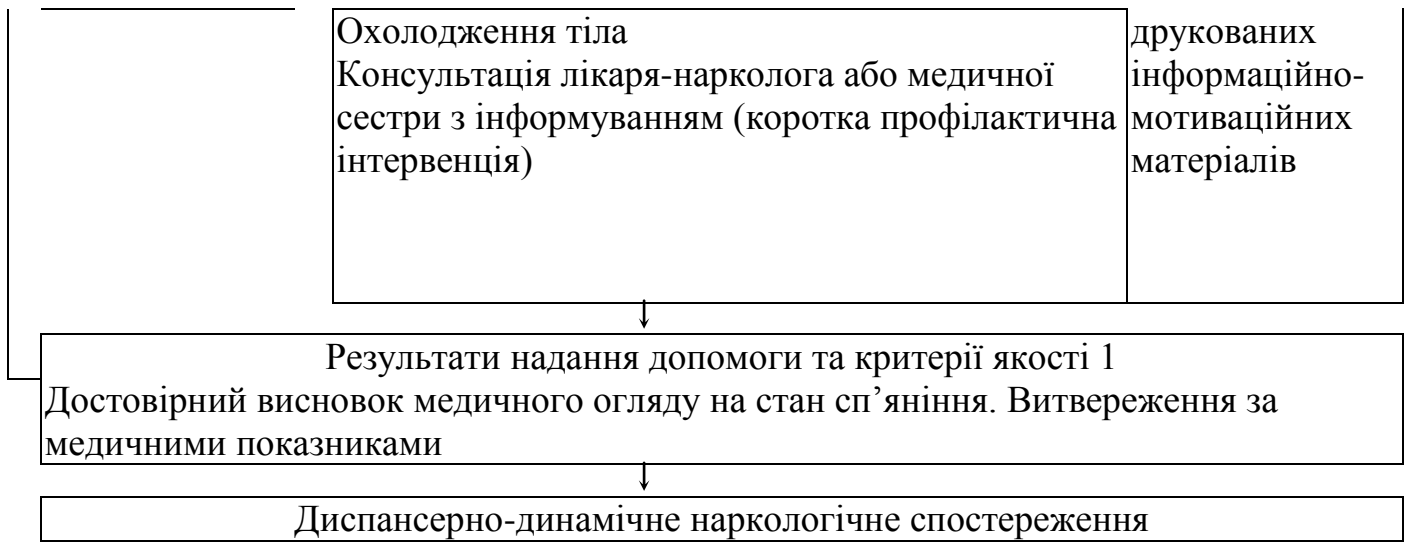 Охолодження тіла
Консультація лікаря-нарколога або медичної
сестри з інформуванням (коротка профілактична
інтервенція)
друкованих
інформаційно-
мотиваційних
матеріалів
Результати надання допомоги та критерії якості 1
Достовірний висновок медичного огляду на стан сп’яніння. Витвереження за
медичними показниками
Диспансерно-динамічне наркологічне спостереження